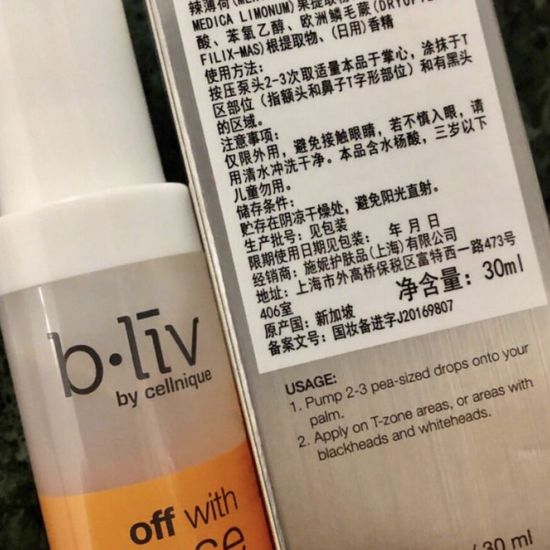 b·līv
by cellnique
off with
MEDICA LIMONUM)果提取物
酸、苯氧乙醇、欧洲鳞毛蕨(DRYOPTE
FILIX-MAS)根提取物、(日用)香精
使用方法:
按压泵头2-3次取适量本品于掌心,涂抹于T
区部位(指额头和鼻子T字形部位)和有黑头
的区域。
注意事项:
仅限外用,避免接触眼睛,若不慎入眼,请
用清水冲洗干净。本品含水杨酸,三岁以下
儿童勿用。
储存条件:
贮存在阴凉干燥处,避免阳光直射。
生产批号:见包装
限期使用日期见包装: 年 月 日
经销商:施妮护肤品(上海)有限公司
地址:上海市外高桥保税区富特西一路473号
406室
净含量:30ml
原产国:新加坡
备案文号:国妆备进字J20169807
USAGE:
1. Pump 2-3 pea-sized drops onto your
palm.
2. Apply on T-zone areas, or areas with
blackheads and whiteheads.
/ 30 ml